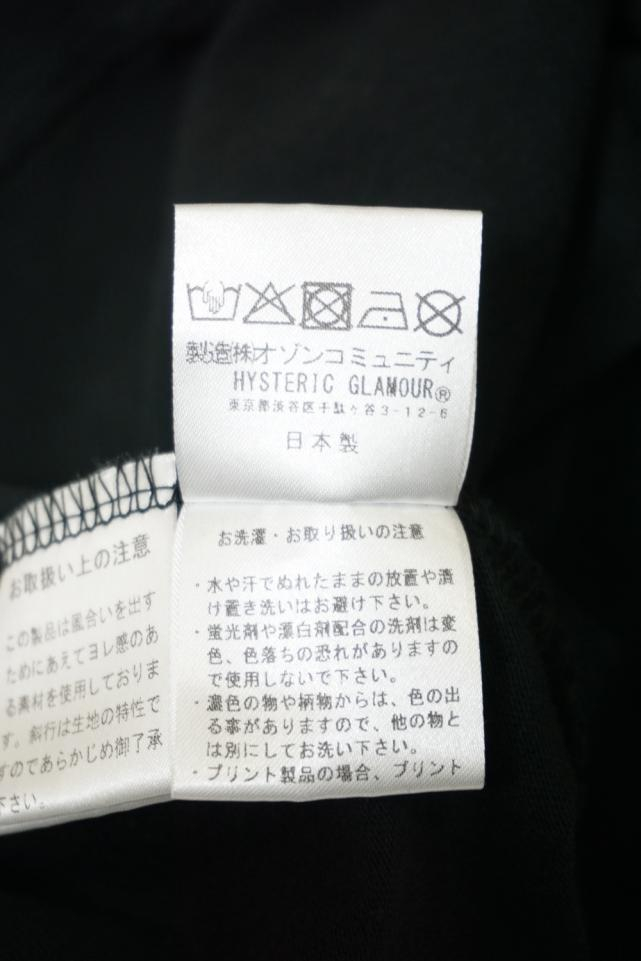 製造㈱オゾンコミュニティ
HYSTERIC GLAMOUR®
東京都渋谷区千駄ヶ谷3-12-6
日本製
お洗濯・お取り扱いの注意
・水や汗でぬれたままの放置や漬
け置き洗いはお避け下さい。
・蛍光剤や漂白剤配合の洗剤は変
色、色落ちの恐れがありますの
で使用しないで下さい。
・濃色の物や柄物からは、色の出
る事がありますので、他の物と
は別にしてお洗い下さい。
・プリント製品の場合、プリント
お取扱い上の注意
この製品は風合いを出す
ためにあえてヨレ感のあ
る素材を使用しておりま
す。斜行は生地の特性で
すのであらかじめ御了承
下さい。